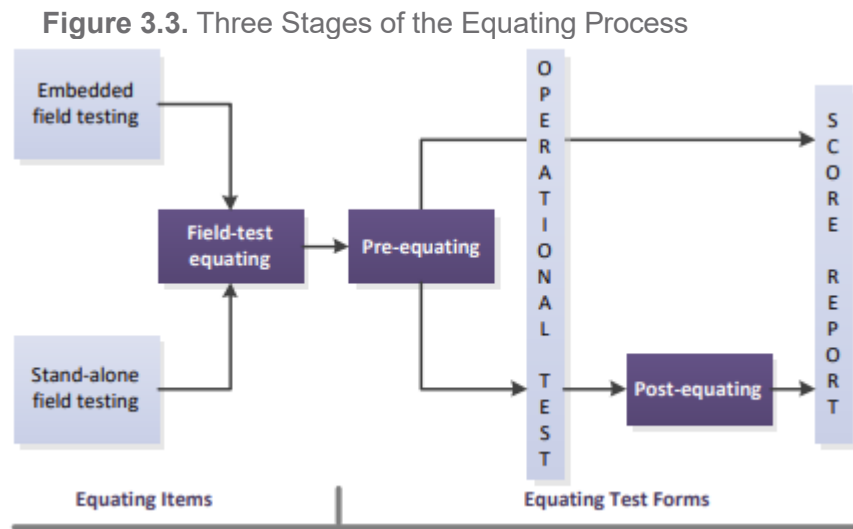 Figure 3.3. Three Stages of the Equating Process
Embedded
field testing
Field-test
equating
Pre-equating
Stand-alone
field testing
OPERATIONAL TEST
Post-equating
SCORE REPORT
Equating Items
Equating Test Forms